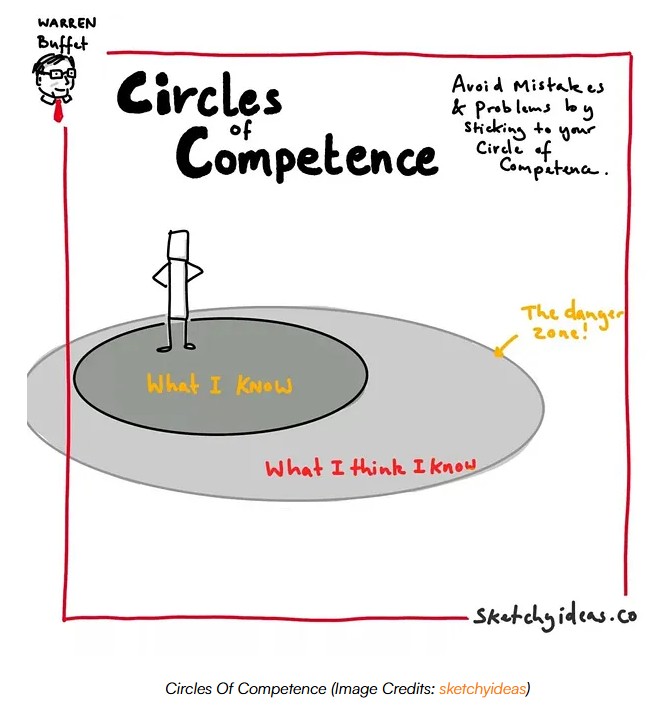 WARREN
Buffet
Circles
of
Competence
Avoid Mistakes
& Problems by
Sticking to your
Circle of
Competence.
The danger
zone!
What I know
What I think I know
Sketchyideas.co
Circles Of Competence (Image Credits: sketchyideas)